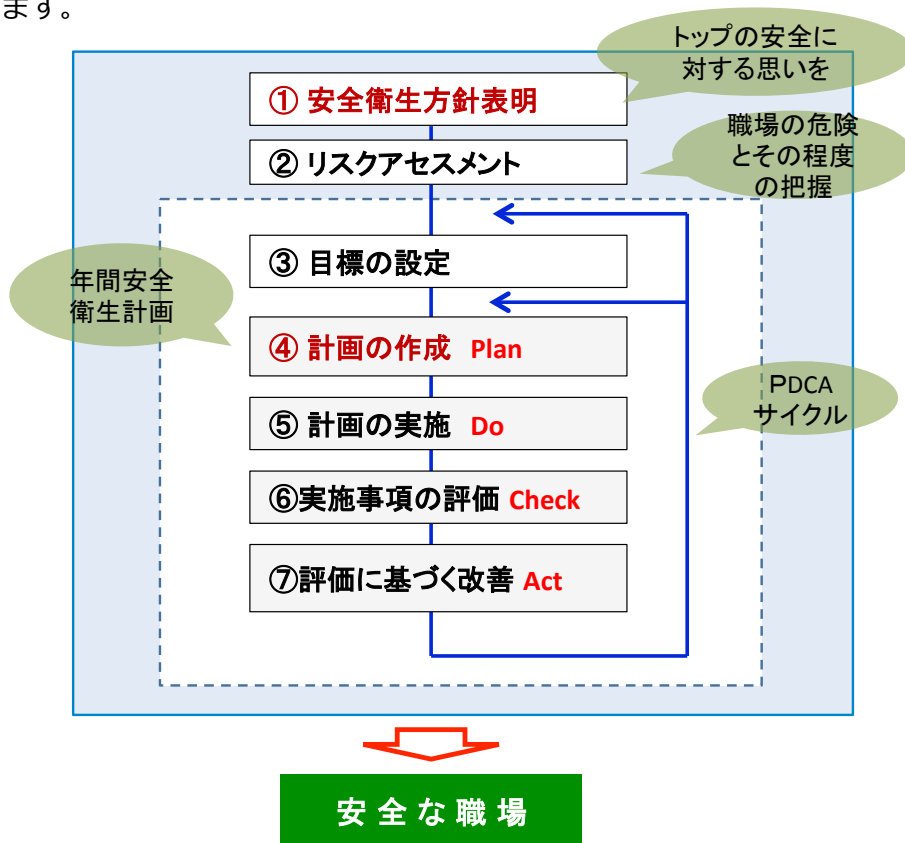 ます。
トップの安全に
対する思いを
① 安全衛生方針表明
職場の危険
とその程度
の把握
② リスクアセスメント
③ 目標の設定
年間安全
衛生計画
④ 計画の作成 Plan
PDCA
サイクル
⑤ 計画の実施 Do
⑥実施事項の評価 Check
⑦評価に基づく改善 Act
安全な職場